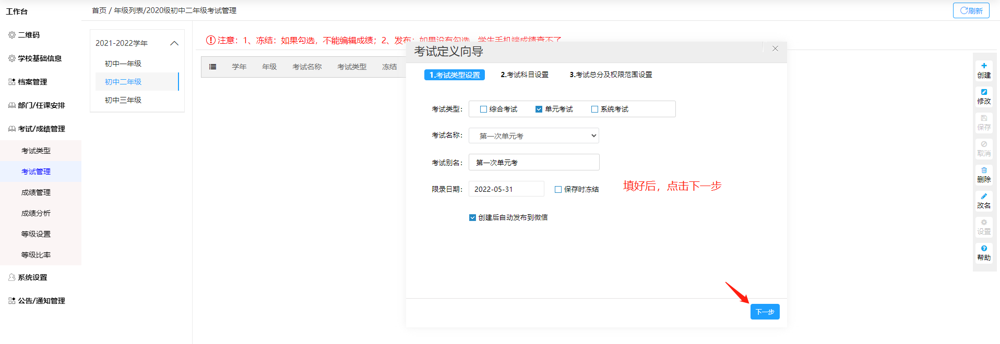 工作台
首页 / 年级列表/2020级初中二年级考试管理
刷新
二维码
学校基础信息
档案管理
部门/任课安排
考试/成绩管理
考试类型
考试管理
成绩管理
成绩分析
等级设置
等级比率
系统设置
公告/通知管理
2021-2022学年
初中一年级
初中二年级
初中三年级
注意：1、冻结：如果勾选，不能编辑成绩；2、发布：如果没有勾选，学生手机端成绩查不了
学年 年级 考试名称 考试类型 冻结
考试定义向导
1.考试类型设置 2.考试科目设置 3.考试总分及权限范围设置
考试类型： 综合考试 单元考试 系统考试
考试名称： 第一次单元考
考试别名： 第一次单元考
限录日期： 2022-05-31 保存时冻结
填好后，点击下一步
创建后自动发布到微信
下一步
创建
修改
保存
取消
删除
改名
设置
帮助